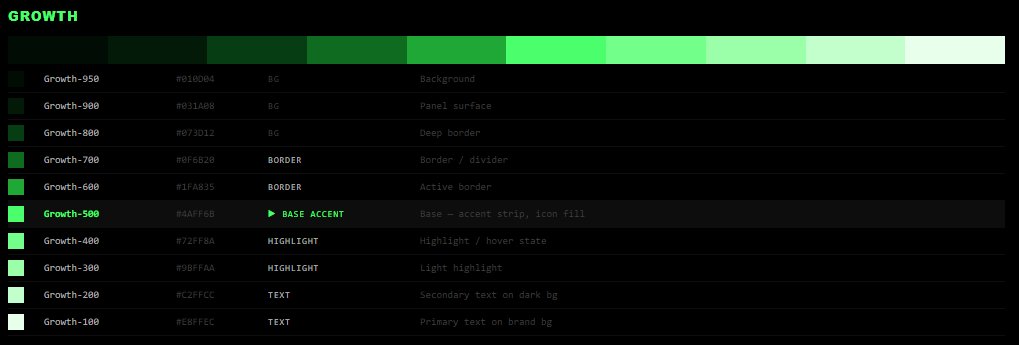 GROWTH
Growth-950 #010D04 BG Background
Growth-900 #031A08 BG Panel surface
Growth-800 #073D12 BG Deep border
Growth-700 #0F6B20 BORDER Border / divider
Growth-600 #1FA835 BORDER Active border
Growth-500 #4AFF6B ▶ BASE ACCENT Base — accent strip, icon fill
Growth-400 #72FF8A HIGHLIGHT Highlight / hover state
Growth-300 #9BFFAA HIGHLIGHT Light highlight
Growth-200 #C2FFCC TEXT Secondary text on dark bg
Growth-100 #E8FFEC TEXT Primary text on brand bg